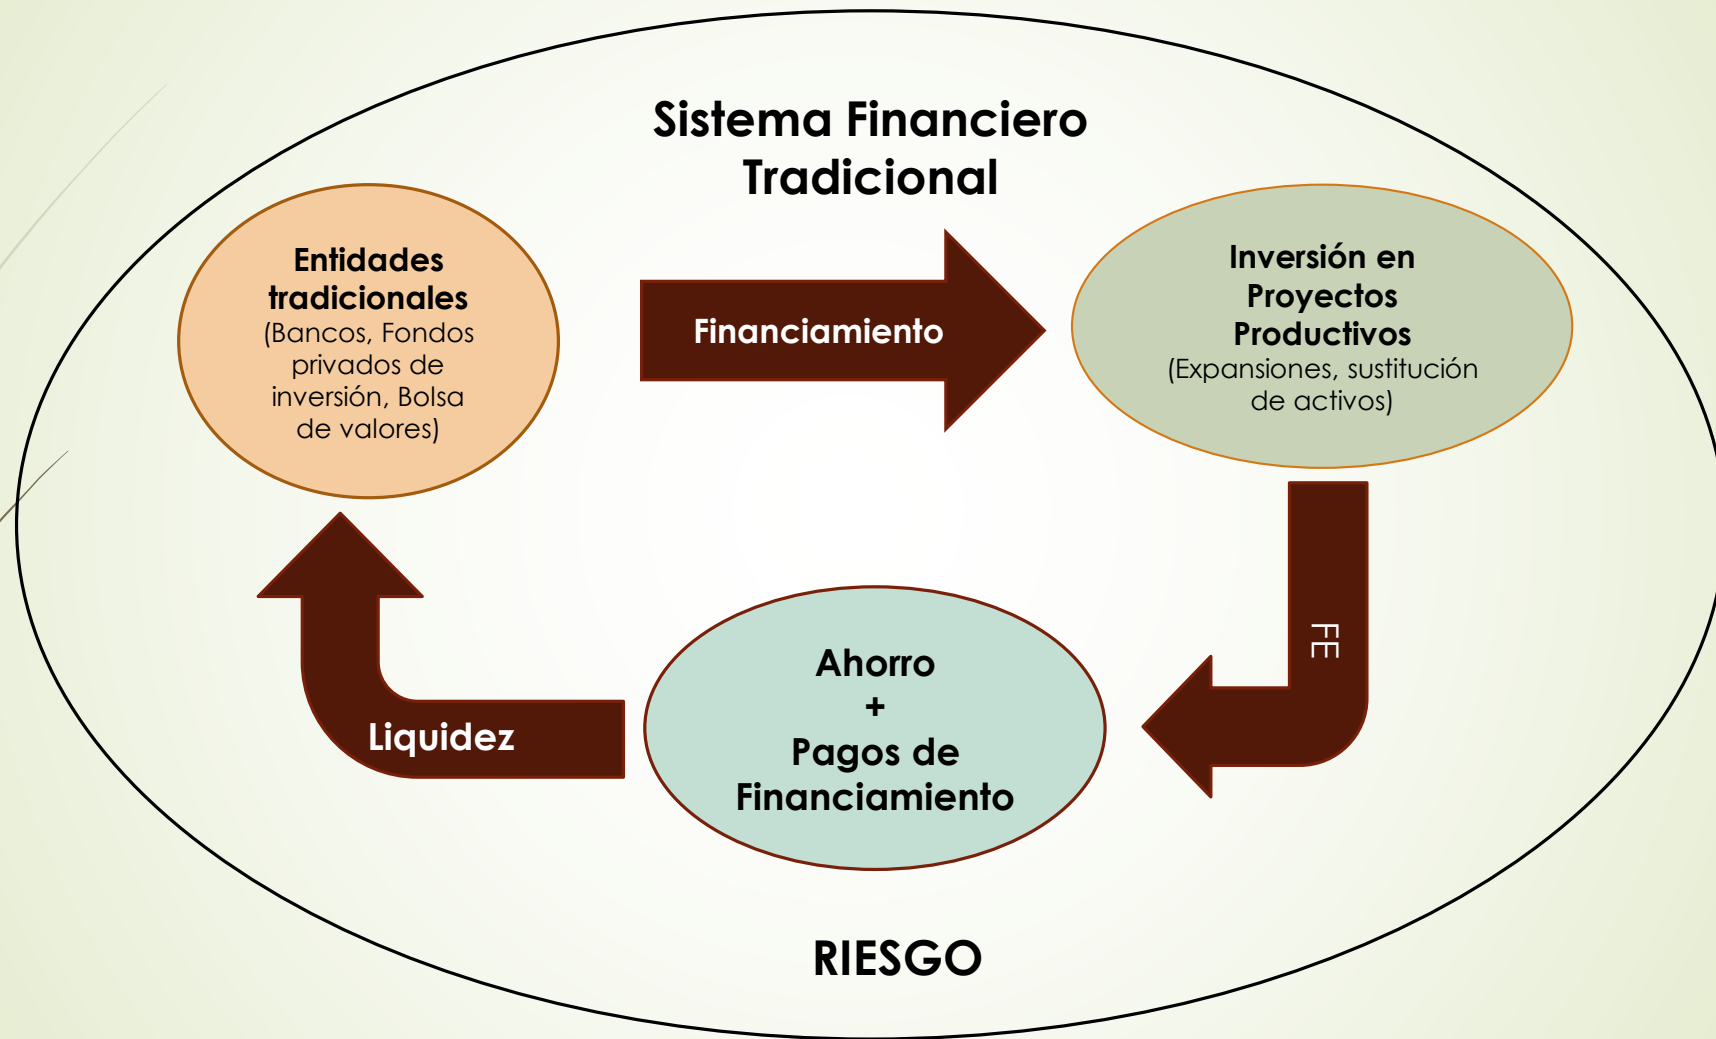 Sistema Financiero
Tradicional
Entidades
tradicionales
(Bancos, Fondos
privados de
inversión, Bolsa
de valores)
Financiamiento
Inversión en
Proyectos
Productivos
(Expansiones, sustitución
de activos)
FE
Ahorro
+
Pagos de
Financiamiento
Liquidez
RIESGO